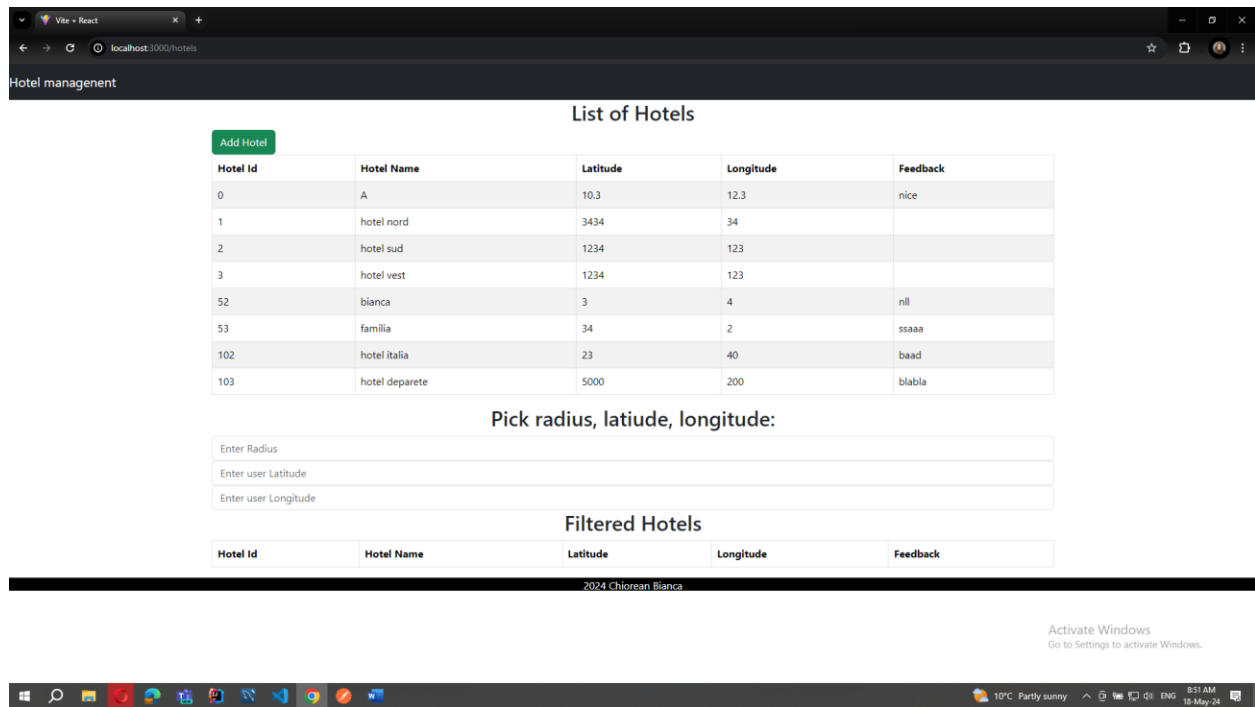 Vite + React
localhost:3000/hotels
Hotel managenent
List of Hotels
Add Hotel
Hotel Id Hotel Name Latitude Longitude Feedback
0 A 10.3 12.3 nice
1 hotel nord 3434 34
2 hotel sud 1234 123
3 hotel vest 1234 123
52 bianca 3 4 nll
53 familia 34 2 ssaaa
102 hotel italia 23 40 baad
103 hotel deparete 5000 200 blabla
Pick radius, latiude, longitude:
Enter Radius
Enter user Latitude
Enter user Longitude
Filtered Hotels
Hotel Id Hotel Name Latitude Longitude Feedback
2024 Chiorean Bianca
Activate Windows
Go to Settings to activate Windows.
10°C Partly sunny ENG 8:51 AM
18-May-24